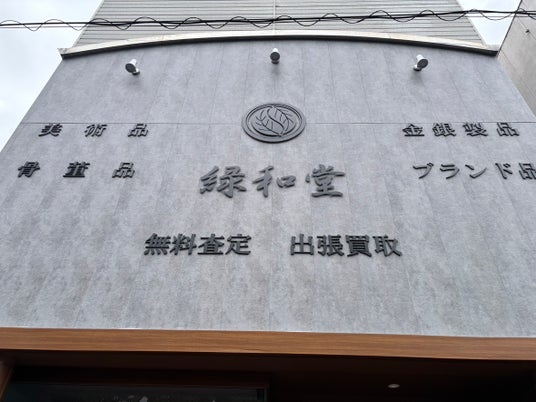 美術品
骨董品
緑和堂
金銀製品
ブランド品
無料査定 出張買取